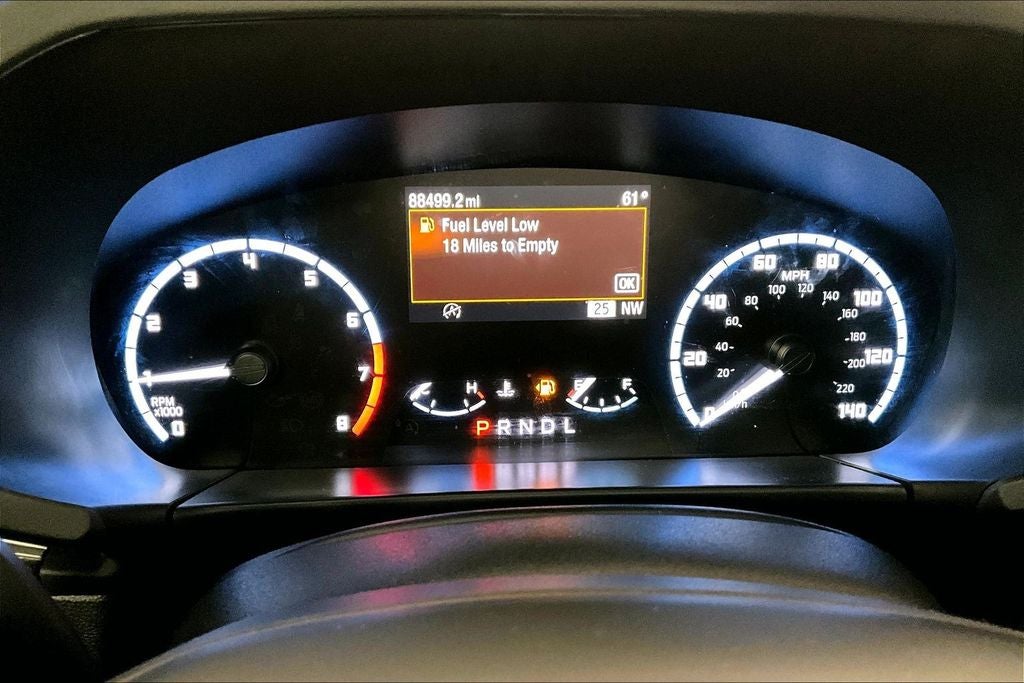 88499.2 mi 61°
Fuel Level Low
18 Miles to Empty
OK
25 NW
0 1 2 3 4 5 6 7 8
RPM
x1000
C H
E F
P R N D L
0 20 40 60 80 100 120 140
MPH
20 40 60 80 100 120 140 160 180 200 220